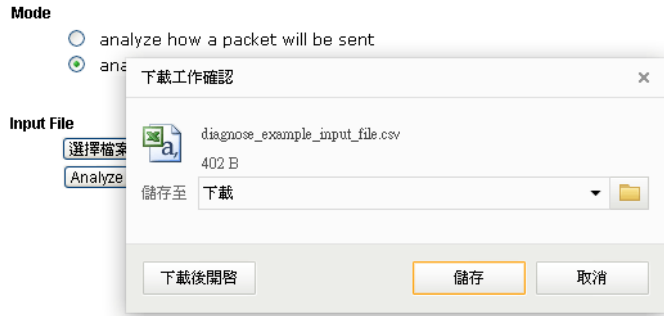 Mode
analyze how a packet will be sent
ana
下載工作確認
Input File
選擇檔案
Analyze
diagnose_example_input_file.csv
402 B
儲存至 下載
下載後開啓 儲存 取消